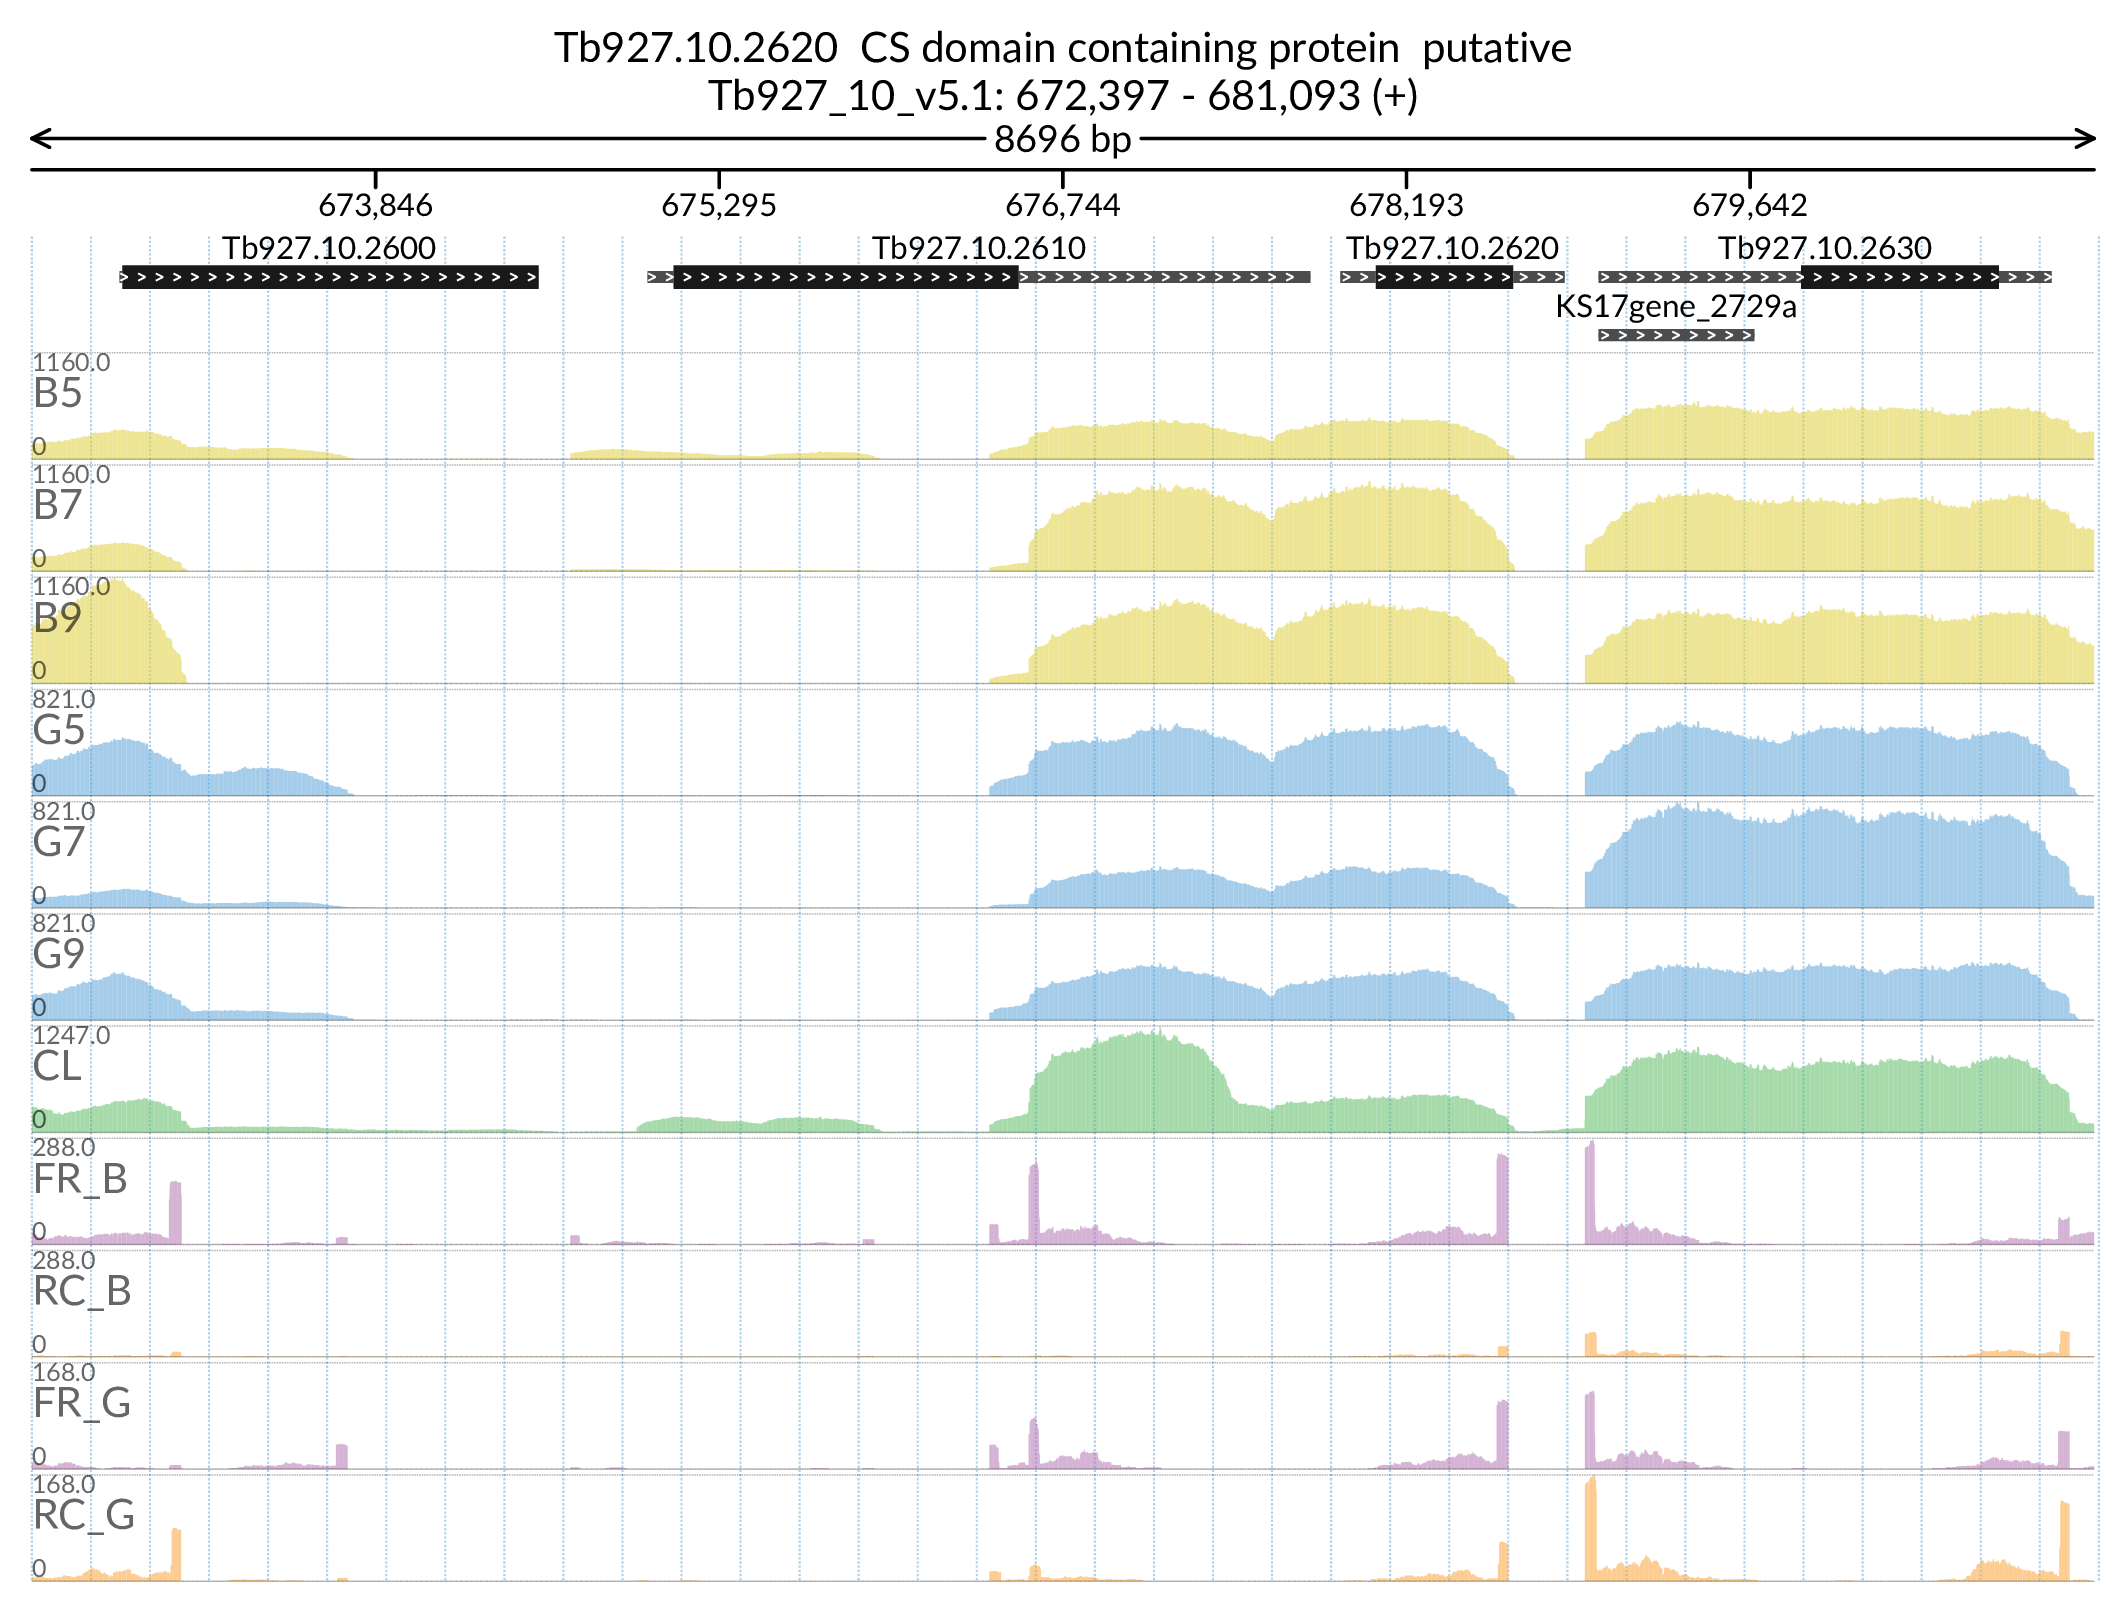 Tb927.10.2620  CS domain containing protein  putative
Tb927_10_v5.1: 672,397 - 681,093 (+)
8696 bp
673,846 675,295 676,744 678,193 679,642
Tb927.10.2600 Tb927.10.2610 Tb927.10.2620 Tb927.10.2630
KS17gene_2729a
1160.0
B5
0
1160.0
B7
0
1160.0
B9
0
821.0
G5
0
821.0
G7
0
821.0
G9
0
1247.0
CL
0
288.0
FR_B
0
288.0
RC_B
0
168.0
FR_G
0
168.0
RC_G
0